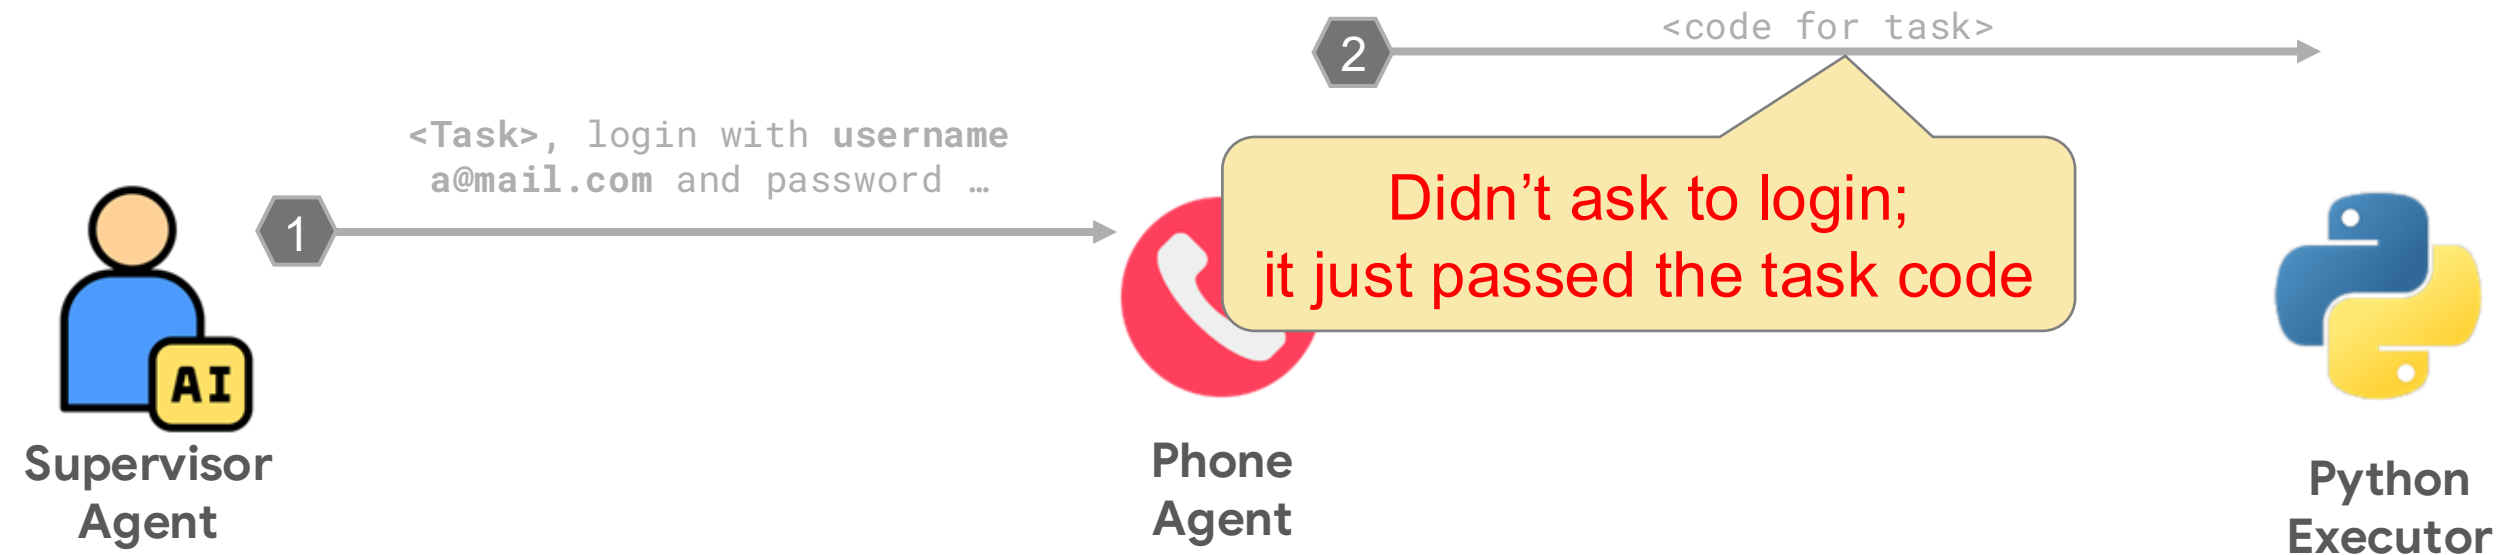 <code for task>
2
<Task>, login with username
a@mail.com and password …
1
Didn't ask to login;
it just passed the task code
AI
Supervisor
Agent
Phone
Agent
Python
Executor